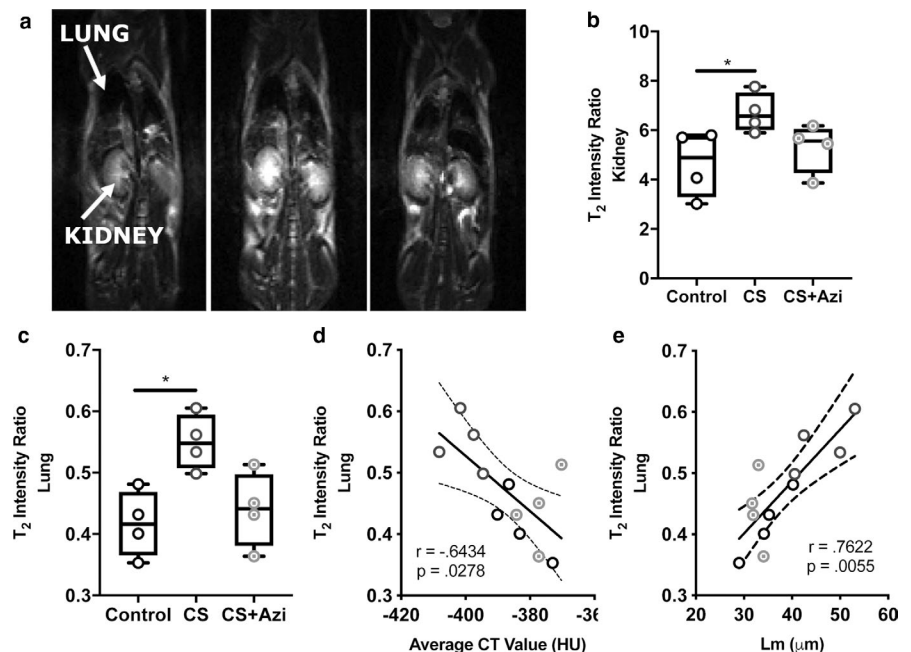 a
LUNG
KIDNEY
b
T2 Intensity Ratio
Kidney
10
8
6
4
2
0
*
Control CS CS+Azi
c
T2 Intensity Ratio
Lung
0.7
0.6
0.5
0.4
0.3
*
Control CS CS+Azi
d
T2 Intensity Ratio
Lung
0.7
0.6
0.5
0.4
0.3
r = -.6434
p = .0278
-420 -400 -380 -36
Average CT Value (HU)
e
T2 Intensity Ratio
Lung
0.7
0.6
0.5
0.4
0.3
r = .7622
p = .0055
20 30 40 50 60
Lm (μm)